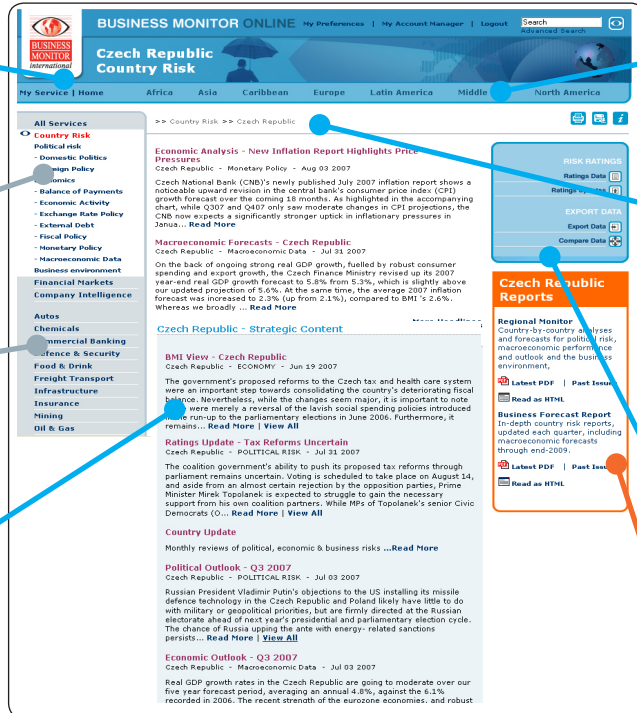 BUSINESS MONITOR ONLINE My Preferences | My Account Manager | Logout Search
Advanced Search
BUSINESS
MONITOR
international
Czech Republic
Country Risk
My Service | Home Africa Asia Caribbean Europe Latin America Middle North America
All Services
Country Risk
Political risk
- Domestic Politics
- Balance of Payments
- Economic Activity
- Exchange Rate Policy
- External Debt
- Fiscal Policy
- Monetary Policy
- Macroeconomic Data
Business environment
Financial Markets
Company Intelligence
Autos
Chemicals
Commercial Banking
Defence & Security
Food & Drink
Freight Transport
Infrastructure
Insurance
Mining
Oil & Gas
>> Country Risk >> Czech Republic
Economic Analysis - New Inflation Report Highlights Price
Pressures
Czech Republic - Monetary Policy - Aug 03 2007
Czech National Bank (CNB)'s newly published July 2007 inflation report shows a
noticeable upward revision in the central bank's consumer price index (CPI)
growth forecast over the coming 18 months. As highlighted in the accompanying
chart, while Q307 and Q407 only saw moderate changes in CPI projections, the
CNB now expects a significantly stronger uptick in inflationary pressures in
Janua... Read More
Macroeconomic Forecasts - Czech Republic
Czech Republic - Macroeconomic Data - Jul 31 2007
On the back of ongoing strong real GDP growth, fuelled by robust consumer
spending and export growth, the Czech Finance Ministry revised up its 2007
year-end real GDP growth forecast to 5.8% from 5.3%, which is slightly above
our updated projection of 5.6%. At the same time, the average 2007 inflation
forecast was increased to 2.3% (up from 2.1%), compared to BMI 's 2.6%.
Whereas we broadly ... Read More
Czech Republic - Strategic Content
BMI View - Czech Republic
Czech Republic - ECONOMY - Jun 19 2007
The government's proposed reforms to the Czech tax and health care system
were an important step towards consolidating the country's deteriorating fiscal
balance. Nevertheless, while the changes seem major, it is important to note
were merely a reversal of the lavish social spending policies introduced
run-up to the parliamentary elections in June 2006. Furthermore, it
remains... Read More | View All
Ratings Update - Tax Reforms Uncertain
Czech Republic - POLITICAL RISK - Jul 31 2007
The coalition government's ability to push its proposed tax reforms through
parliament remains uncertain. Voting is scheduled to take place on August 14,
and aside from an almost certain rejection by the opposition parties, Prime
Minister Mirek Topolanek is expected to struggle to gain the necessary
support from his own coalition partners. While MPs of Topolanek's senior Civic
Democrats (O... Read More | View All
Country Update
Monthly reviews of political, economic & business risks ...Read More
Political Outlook - Q3 2007
Czech Republic - POLITICAL RISK - Jul 03 2007
Russian President Vladimir Putin's objections to the US installing its missile
defence technology in the Czech Republic and Poland likely have little to do
with military or geopolitical priorities, but are firmly directed at the Russian
electorate ahead of next year's presidential and parliamentary election cycle.
The chance of Russia upping the ante with energy- related sanctions
persists... Read More | View All
Economic Outlook - Q3 2007
Czech Republic - Macroeconomic Data - Jul 03 2007
Real GDP growth rates in the Czech Republic are going to moderate over our
five year forecast period, averaging an annual 4.8%, against the 6.1%
recorded in 2006. The recent strength of the eurozone economies, and robust
RISK RATINGS
Ratings Data
Ratings Updates
EXPORT DATA
Export Data
Compare Data
Czech Republic
Reports
Regional Monitor
Country-by-country analyses
and forecasts for political risk,
macroeconomic performance
and outlook and the business
environment,
Latest PDF | Past Issues
Read as HTML
Business Forecast Report
In-depth country risk reports,
updated each quarter, including
macroeconomic forecasts
through end-2009.
Latest PDF | Past
Read as HTML